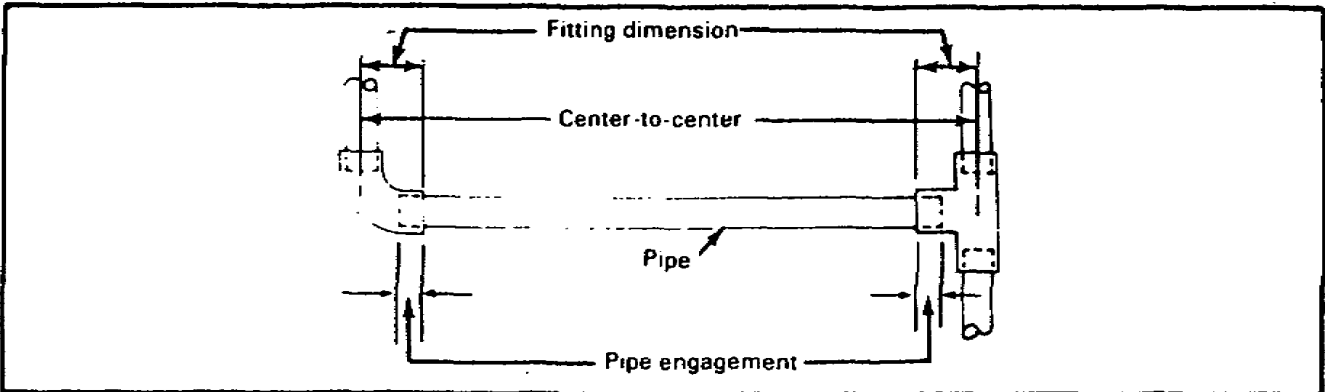 Fitting dimension
Center-to-center
Pipe
Pipe engagement